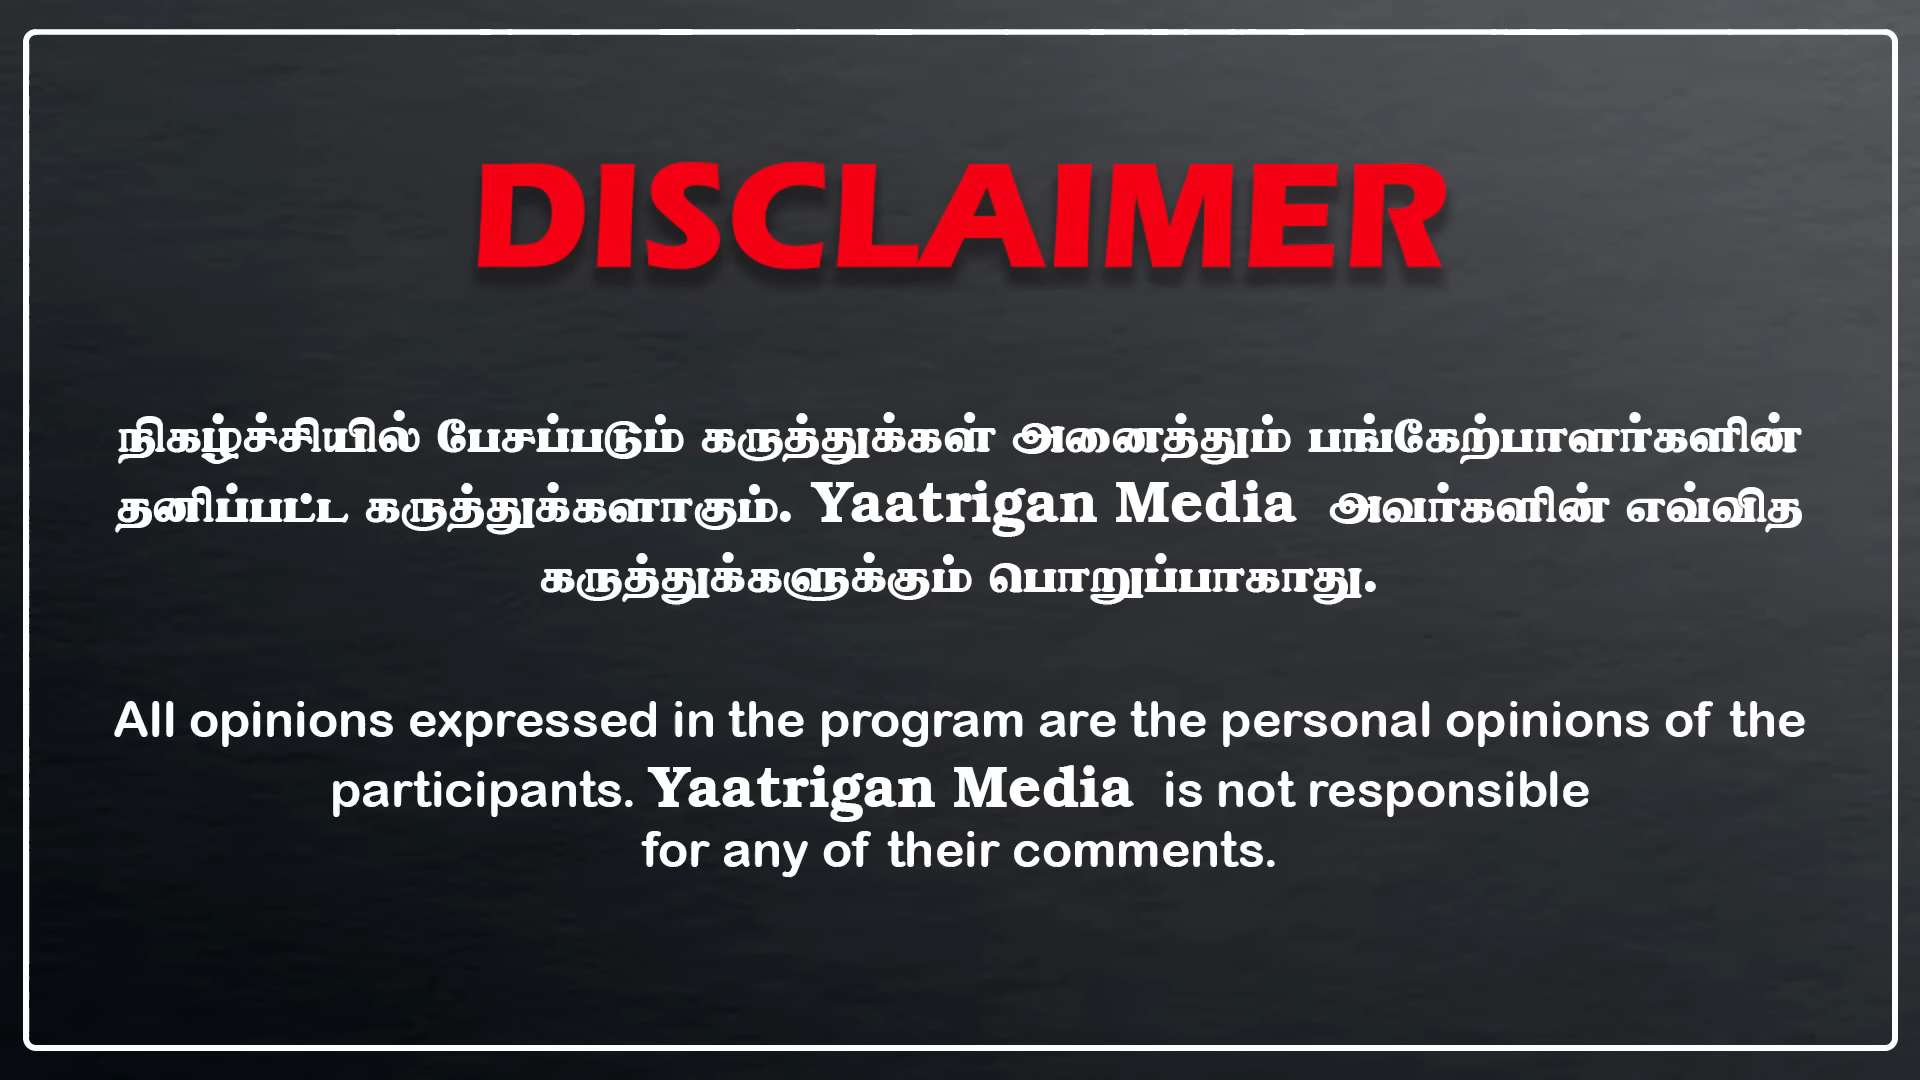 DISCLAIMER
நிகழ்ச்சியில் பேசப்படும் கருத்துக்கள் அனைத்தும் பங்கேற்பாளர்களின்
தனிப்பட்ட கருத்துக்களாகும். Yaatrigan Media அவர்களின் எவ்வித
கருத்துக்களுக்கும் பொறுப்பாகாது.
All opinions expressed in the program are the personal opinions of the
participants. Yaatrigan Media is not responsible
for any of their comments.